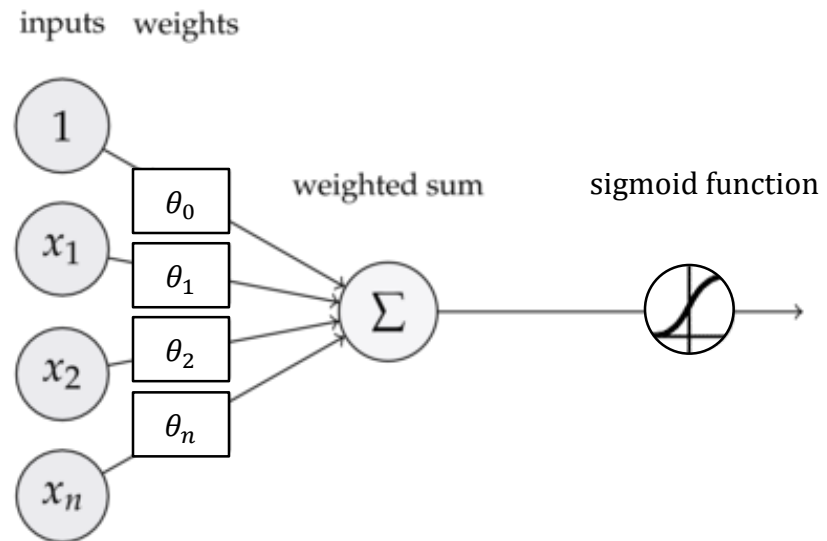 inputs weights
1
θ₀
weighted sum
sigmoid function
x₁
θ₁
Σ
x₂
θ₂
θₙ
xₙ